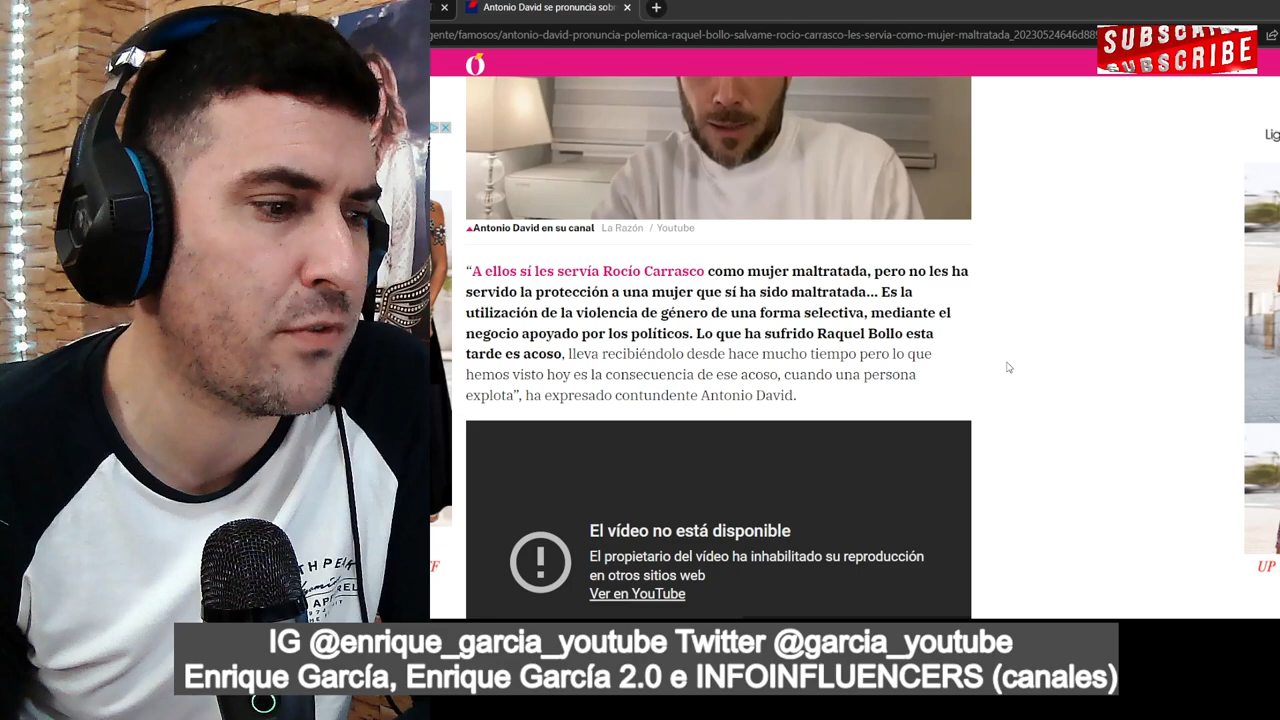 Antonio David se pronuncia sob
gente/famosos/antonio-david-pronuncia-polemica-raquel-bollo-salvame-rocio-carrasco-les-servia-como-mujer-maltratada_20230524646d88
SUBSCRIBE
SUBSCRIBE
Lig
Antonio David en su canal La Razón / Youtube
“A ellos sí les servía Rocío Carrasco como mujer maltratada, pero no les ha
servido la protección a una mujer que sí ha sido maltratada... Es la
utilización de la violencia de género de una forma selectiva, mediante el
negocio apoyado por los políticos. Lo que ha sufrido Raquel Bollo esta
tarde es acoso, lleva recibiéndolo desde hace mucho tiempo pero lo que
hemos visto hoy es la consecuencia de ese acoso, cuando una persona
explota”, ha expresado contundente Antonio David.
El vídeo no está disponible
El propietario del vídeo ha inhabilitado su reproducción
en otros sitios web
Ver en YouTube
FF
UP
IG @enrique_garcia_youtube Twitter @garcia_youtube
Enrique García, Enrique García 2.0 e INFOINFLUENCERS (canales)